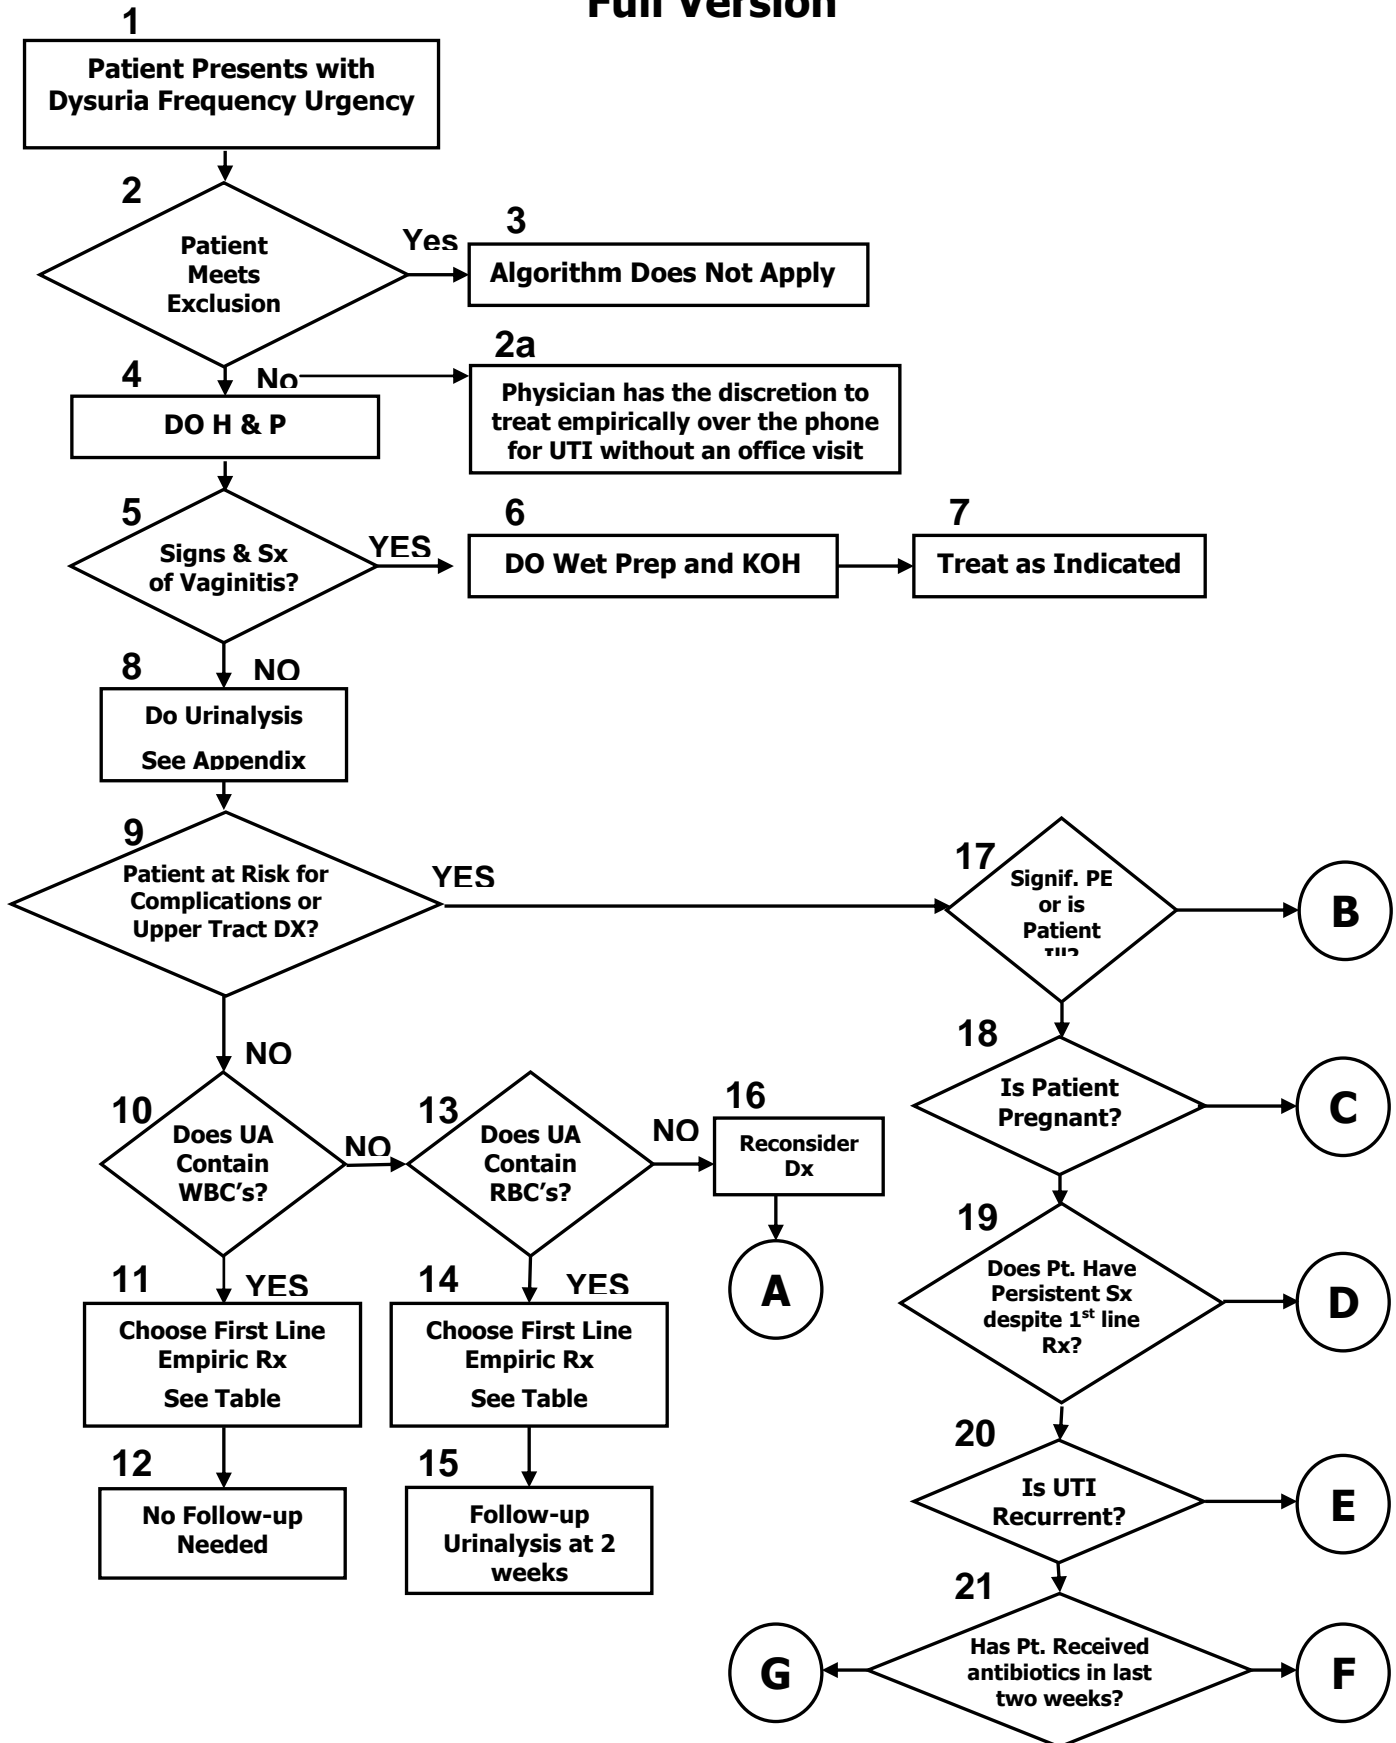 Full Version
1
Patient Presents with
Dysuria Frequency Urgency
2
Patient
Meets
Exclusion
Yes
3
Algorithm Does Not Apply
2a
Physician has the discretion to
treat empirically over the phone
for UTI without an office visit
4
No
DO H & P
5
Signs & Sx
of Vaginitis?
YES
6
DO Wet Prep and KOH
7
Treat as Indicated
8
NO
Do Urinalysis
See Appendix
9
Patient at Risk for
Complications or
Upper Tract DX?
YES
17
Signif. PE
or is
Patient
Ill?
B
NO
10
Does UA
Contain
WBC's?
NO
13
Does UA
Contain
RBC's?
NO
16
Reconsider
Dx
A
18
Is Patient
Pregnant?
C
11
YES
Choose First Line
Empiric Rx
See Table
14
YES
Choose First Line
Empiric Rx
See Table
19
Does Pt. Have
Persistent Sx
despite 1st line
Rx?
D
12
No Follow-up
Needed
15
Follow-up
Urinalysis at 2
weeks
20
Is UTI
Recurrent?
E
21
Has Pt. Received
antibiotics in last
two weeks?
G
F